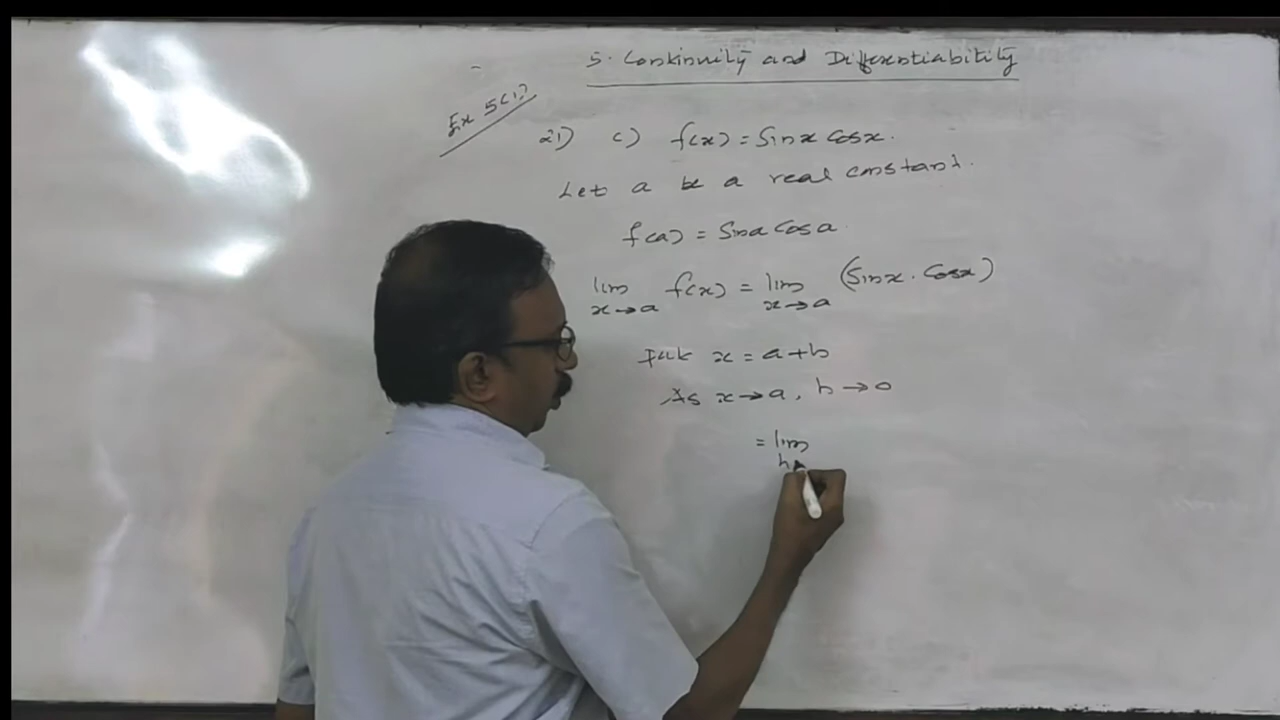 5. Continuity and Differentiability
Ex 5(1)
21) c) f(x) = Sinx Cosx.
Let a be a real constant.
f(a) = Sina Cosa.
lim x→a f(x) = lim x→a (Sinx . Cosx)
Put x = a+h
As x→a, h→0
= lim h